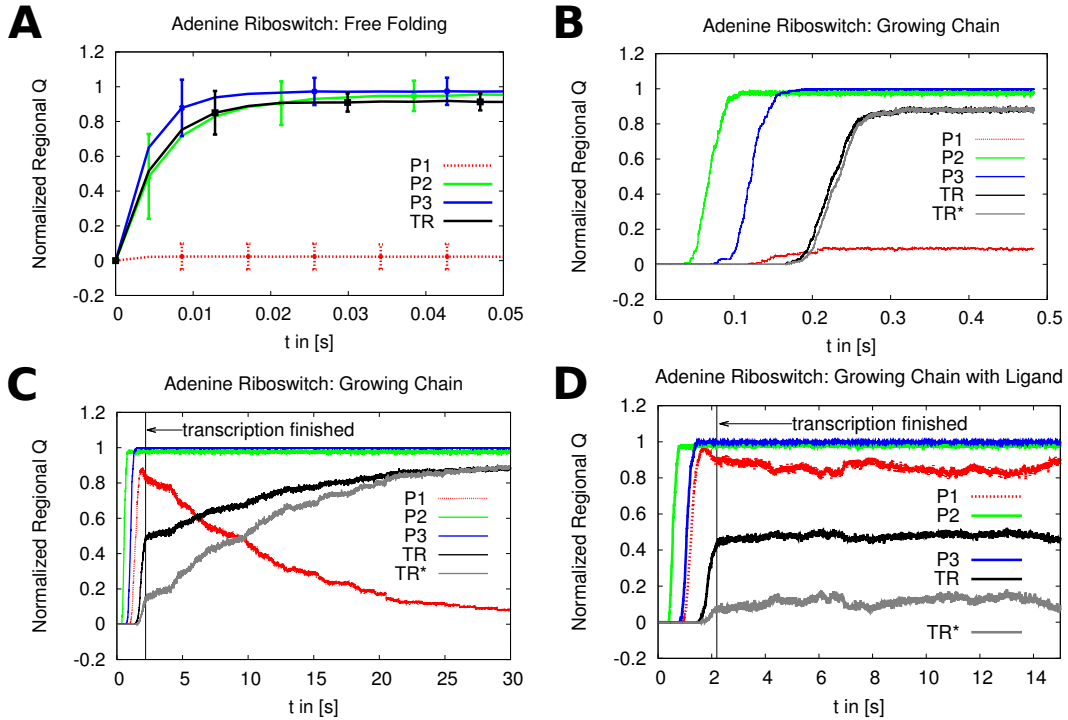 A
Adenine Riboswitch: Free Folding
Normalized Regional Q
1.2
1
0.8
0.6
0.4
0.2
0
-0.2
P1
P2
P3
TR
0
0.01
0.02
0.03
0.04
0.05
t in [s]
B
Adenine Riboswitch: Growing Chain
Normalized Regional Q
1.2
1
0.8
0.6
0.4
0.2
0
-0.2
P1
P2
P3
TR
TR*
0
0.1
0.2
0.3
0.4
0.5
t in [s]
C
Adenine Riboswitch: Growing Chain
Normalized Regional Q
1.2
1
0.8
0.6
0.4
0.2
0
-0.2
transcription finished
P1
P2
P3
TR
TR*
0
5
10
15
20
25
30
t in [s]
D
Adenine Riboswitch: Growing Chain with Ligand
Normalized Regional Q
1.2
1
0.8
0.6
0.4
0.2
0
-0.2
transcription finished
P1
P2
P3
TR
TR*
0
2
4
6
8
10
12
14
t in [s]